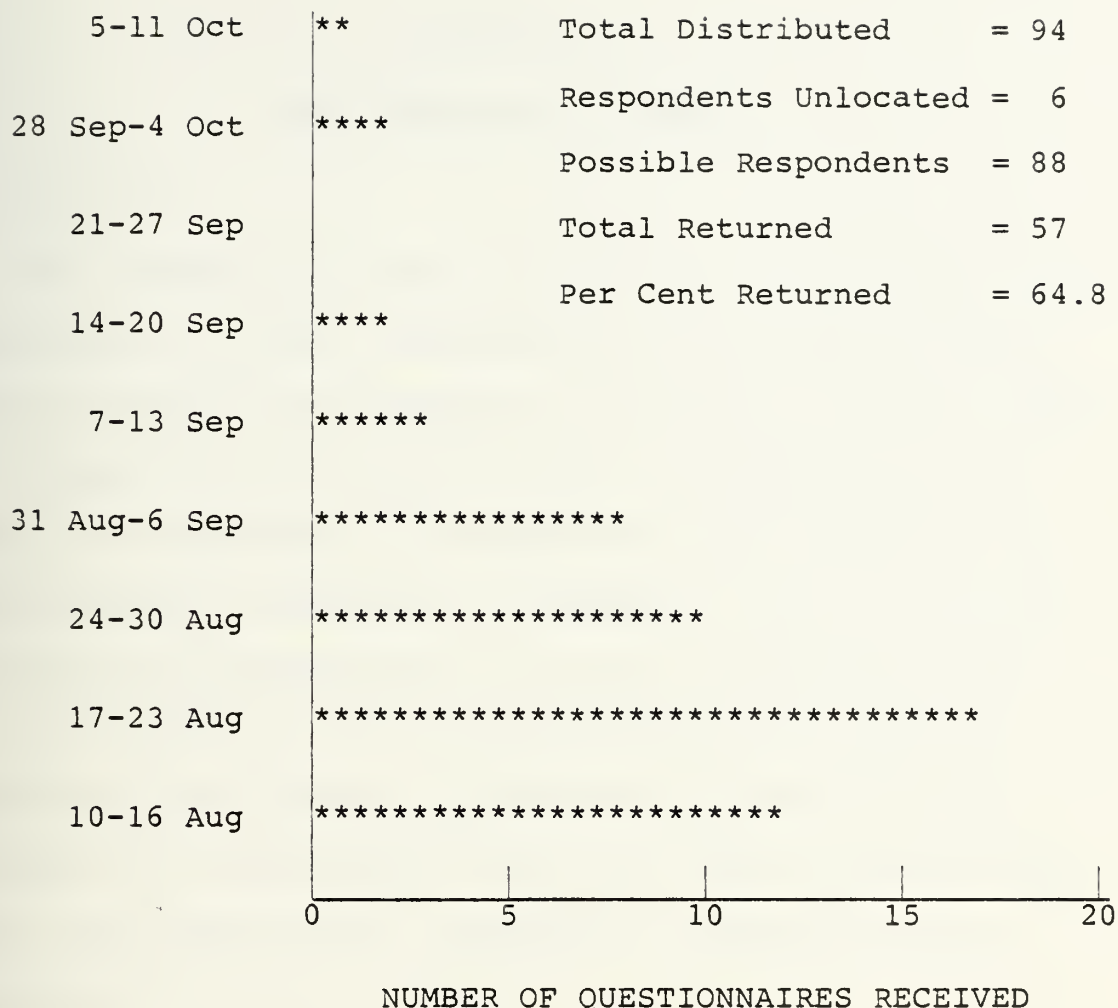 5-11 Oct ** Total Distributed = 94
Respondents Unlocated = 6
28 Sep-4 Oct ****
Possible Respondents = 88
21-27 Sep Total Returned = 57
Per Cent Returned = 64.8
14-20 Sep ****
7-13 Sep ******
31 Aug-6 Sep ****************
24-30 Aug ********************
17-23 Aug **********************************
10-16 Aug ************************
0 5 10 15 20
NUMBER OF QUESTIONNAIRES RECEIVED